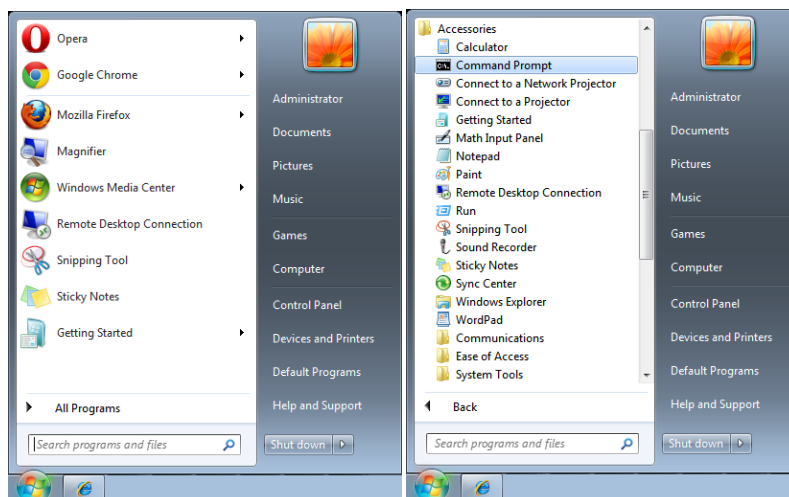 Opera
Google Chrome
Mozilla Firefox
Magnifier
Windows Media Center
Remote Desktop Connection
Snipping Tool
Sticky Notes
Getting Started
All Programs
Search programs and files
Administrator
Documents
Pictures
Music
Games
Computer
Control Panel
Devices and Printers
Default Programs
Help and Support
Shut down
Accessories
Calculator
Command Prompt
Connect to a Network Projector
Connect to a Projector
Getting Started
Math Input Panel
Notepad
Paint
Remote Desktop Connection
Run
Snipping Tool
Sound Recorder
Sticky Notes
Sync Center
Windows Explorer
WordPad
Communications
Ease of Access
System Tools
Back
Search programs and files
Administrator
Documents
Pictures
Music
Games
Computer
Control Panel
Devices and Printers
Default Programs
Help and Support
Shut down